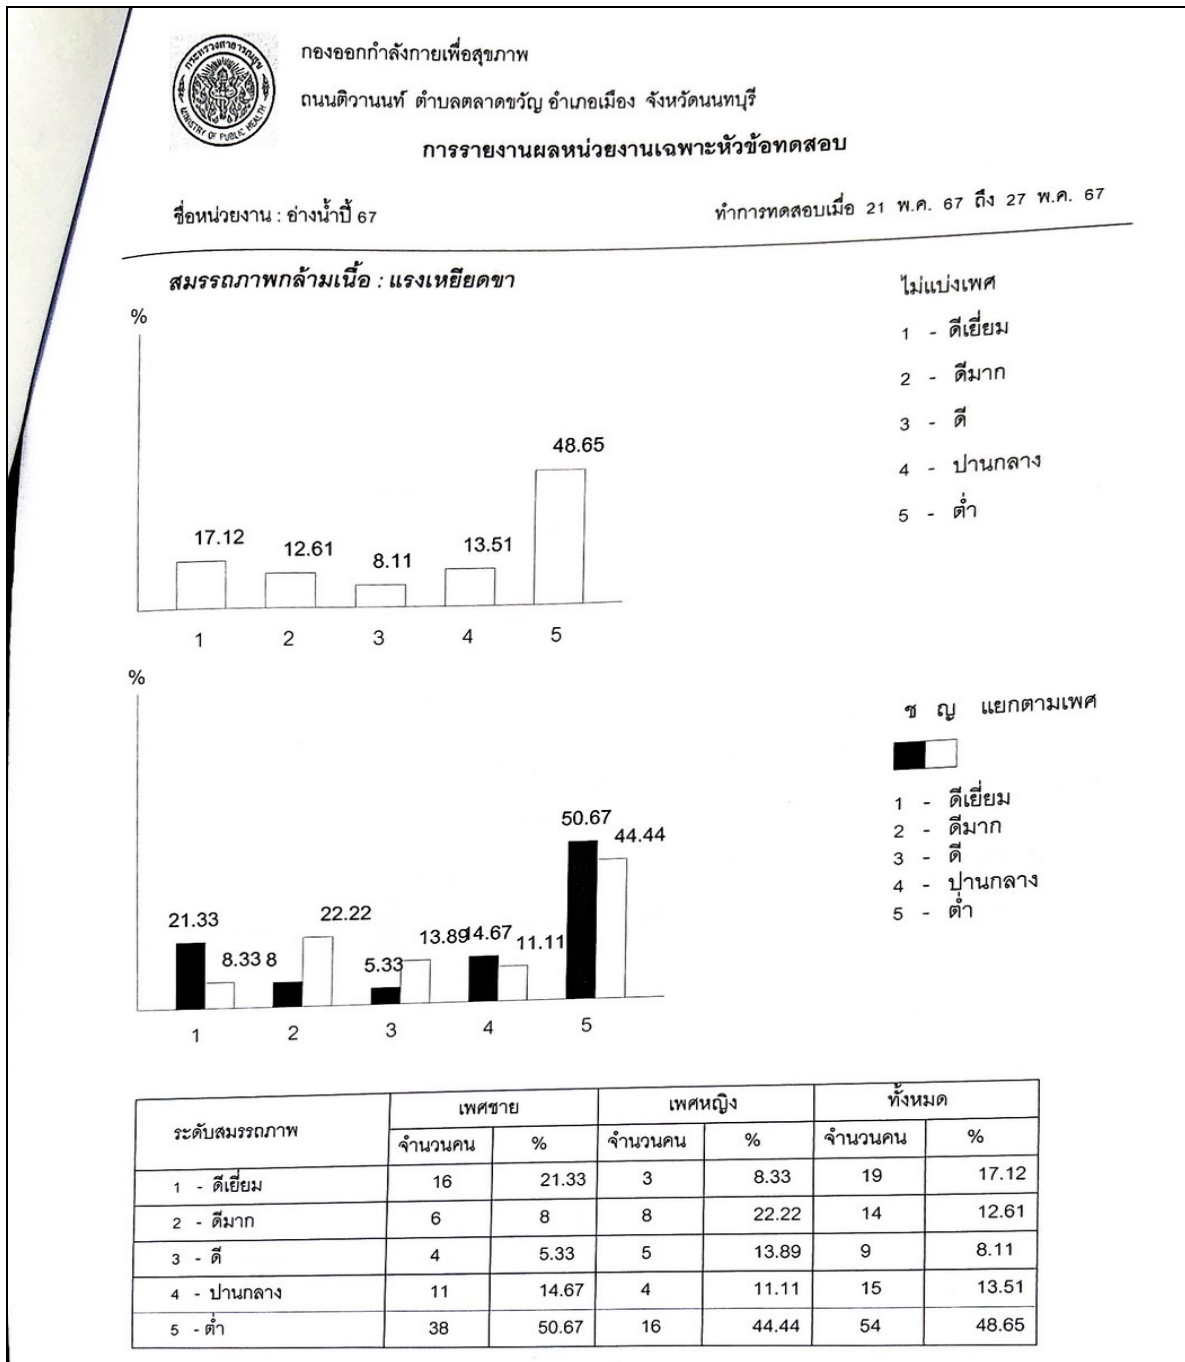 กระทรวงสาธารณสุข
MINISTRY OF PUBLIC HEALTH
กองออกกำลังกายเพื่อสุขภาพ
ถนนติวานนท์ ตำบลตลาดขวัญ อำเภอเมือง จังหวัดนนทบุรี
การรายงานผลหน่วยงานเฉพาะหัวข้อทดสอบ
ชื่อหน่วยงาน : อ่างน้ำปี้ 67 ทำการทดสอบเมื่อ 21 พ.ค. 67 ถึง 27 พ.ค. 67
สมรรถภาพกล้ามเนื้อ : แรงเหยียดขา
%
17.12 12.61 8.11 13.51 48.65
1 2 3 4 5
ไม่แบ่งเพศ
1 - ดีเยี่ยม
2 - ดีมาก
3 - ดี
4 - ปานกลาง
5 - ต่ำ
%
21.33 8.33 8 22.22 5.33 13.89 14.67 11.11 50.67 44.44
1 2 3 4 5
ช ญ แยกตามเพศ
1 - ดีเยี่ยม
2 - ดีมาก
3 - ดี
4 - ปานกลาง
5 - ต่ำ
ระดับสมรรถภาพ เพศชาย เพศหญิง ทั้งหมด
จำนวนคน % จำนวนคน % จำนวนคน %
1 - ดีเยี่ยม 16 21.33 3 8.33 19 17.12
2 - ดีมาก 6 8 8 22.22 14 12.61
3 - ดี 4 5.33 5 13.89 9 8.11
4 - ปานกลาง 11 14.67 4 11.11 15 13.51
5 - ต่ำ 38 50.67 16 44.44 54 48.65